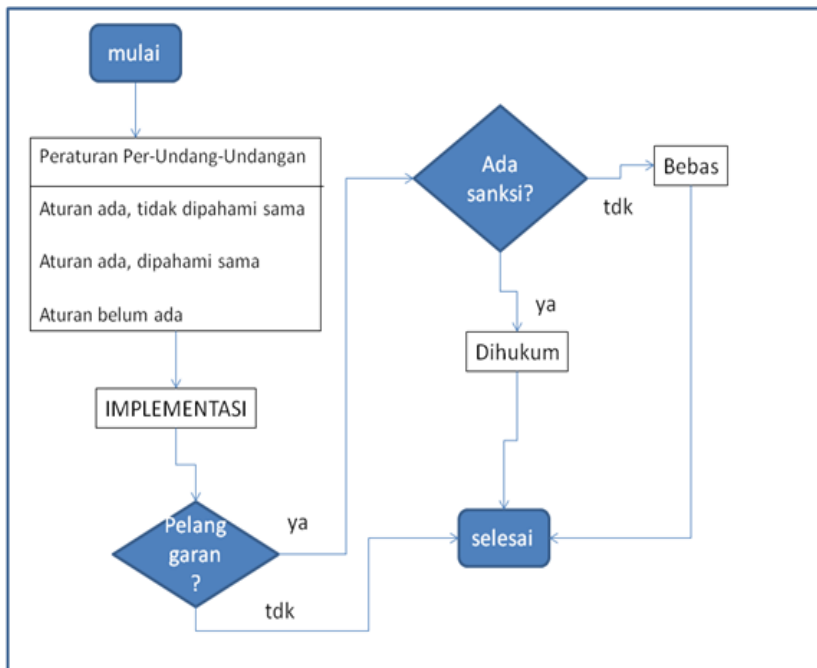 mulai
Peraturan Per-Undang-Undangan
Aturan ada, tidak dipahami sama
Aturan ada, dipahami sama
Aturan belum ada
IMPLEMENTASI
Pelang
garan
?
ya
tdk
Ada
sanksi?
tdk
Bebas
ya
Dihukum
selesai